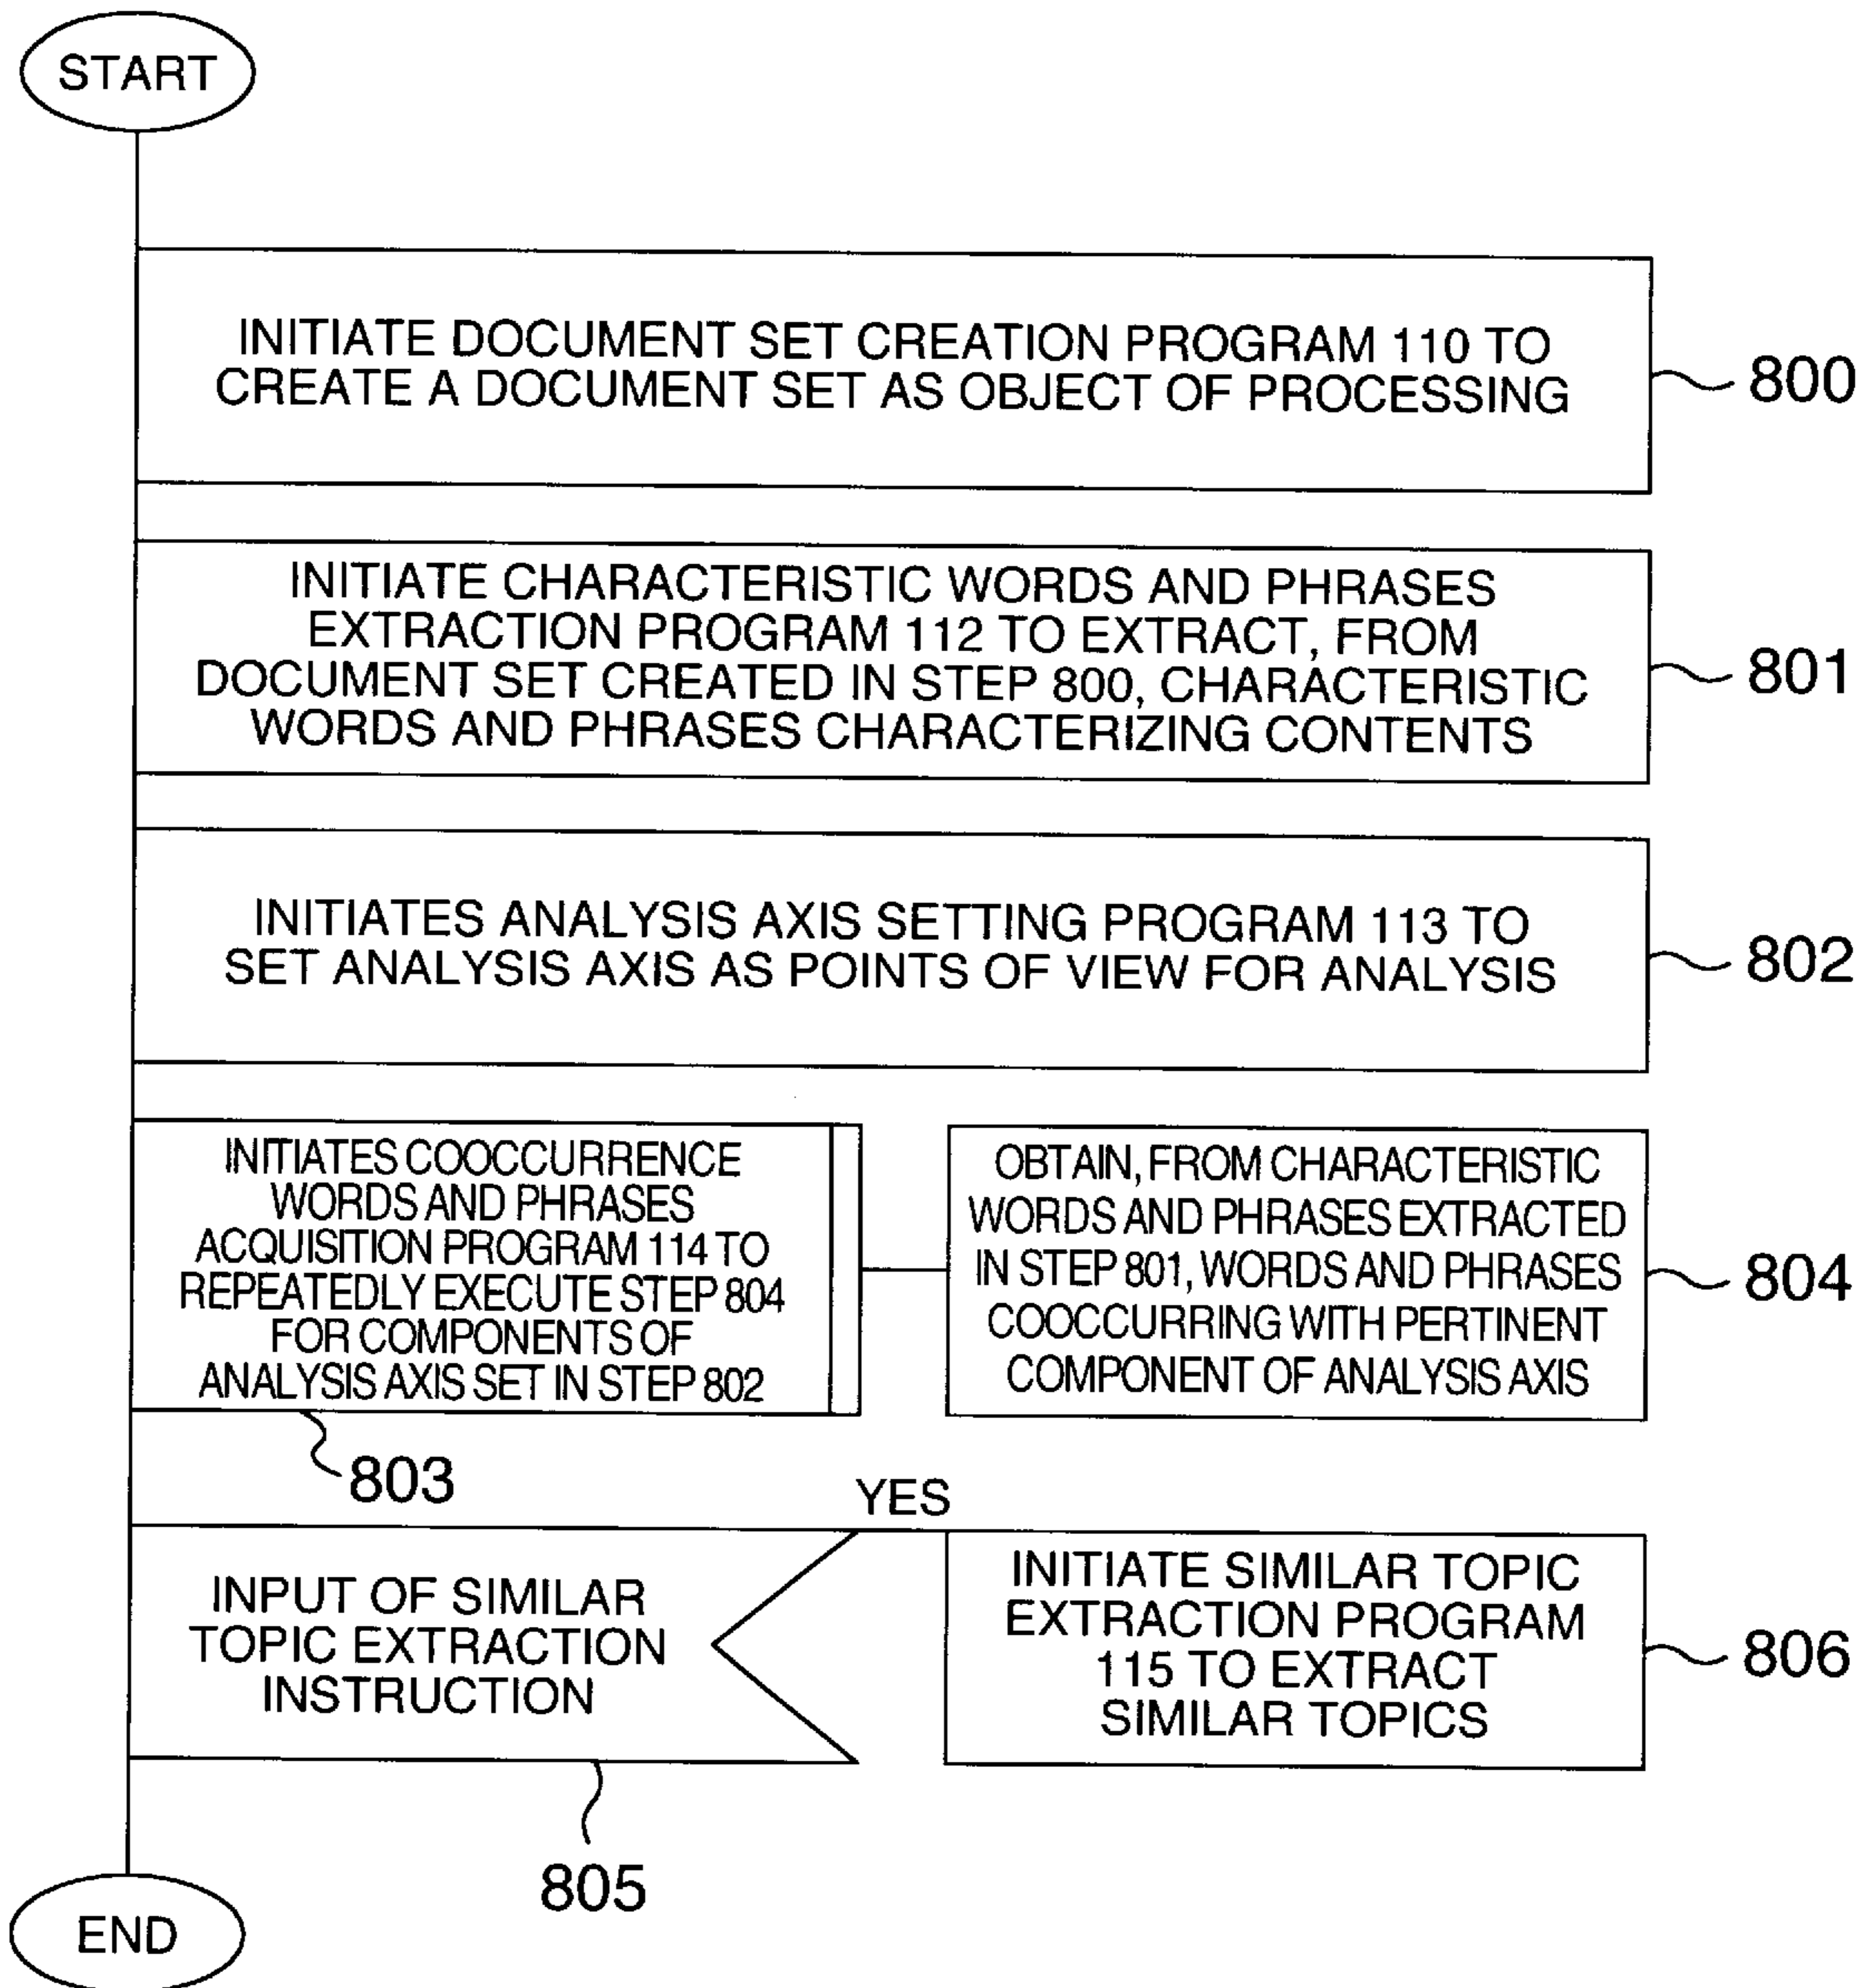 START
INITIATE DOCUMENT SET CREATION PROGRAM 110 TO
CREATE A DOCUMENT SET AS OBJECT OF PROCESSING
800
INITIATE CHARACTERISTIC WORDS AND PHRASES
EXTRACTION PROGRAM 112 TO EXTRACT, FROM
DOCUMENT SET CREATED IN STEP 800, CHARACTERISTIC
WORDS AND PHRASES CHARACTERIZING CONTENTS
801
INITIATES ANALYSIS AXIS SETTING PROGRAM 113 TO
SET ANALYSIS AXIS AS POINTS OF VIEW FOR ANALYSIS
802
INITIATES COOCCURRENCE
WORDS AND PHRASES
ACQUISITION PROGRAM 114 TO
REPEATEDLY EXECUTE STEP 804
FOR COMPONENTS OF
ANALYSIS AXIS SET IN STEP 802
803
OBTAIN, FROM CHARACTERISTIC
WORDS AND PHRASES EXTRACTED
IN STEP 801, WORDS AND PHRASES
COOCCURRING WITH PERTINENT
COMPONENT OF ANALYSIS AXIS
804
INPUT OF SIMILAR
TOPIC EXTRACTION
INSTRUCTION
805
YES
INITIATE SIMILAR TOPIC
EXTRACTION PROGRAM
115 TO EXTRACT
SIMILAR TOPICS
806
END